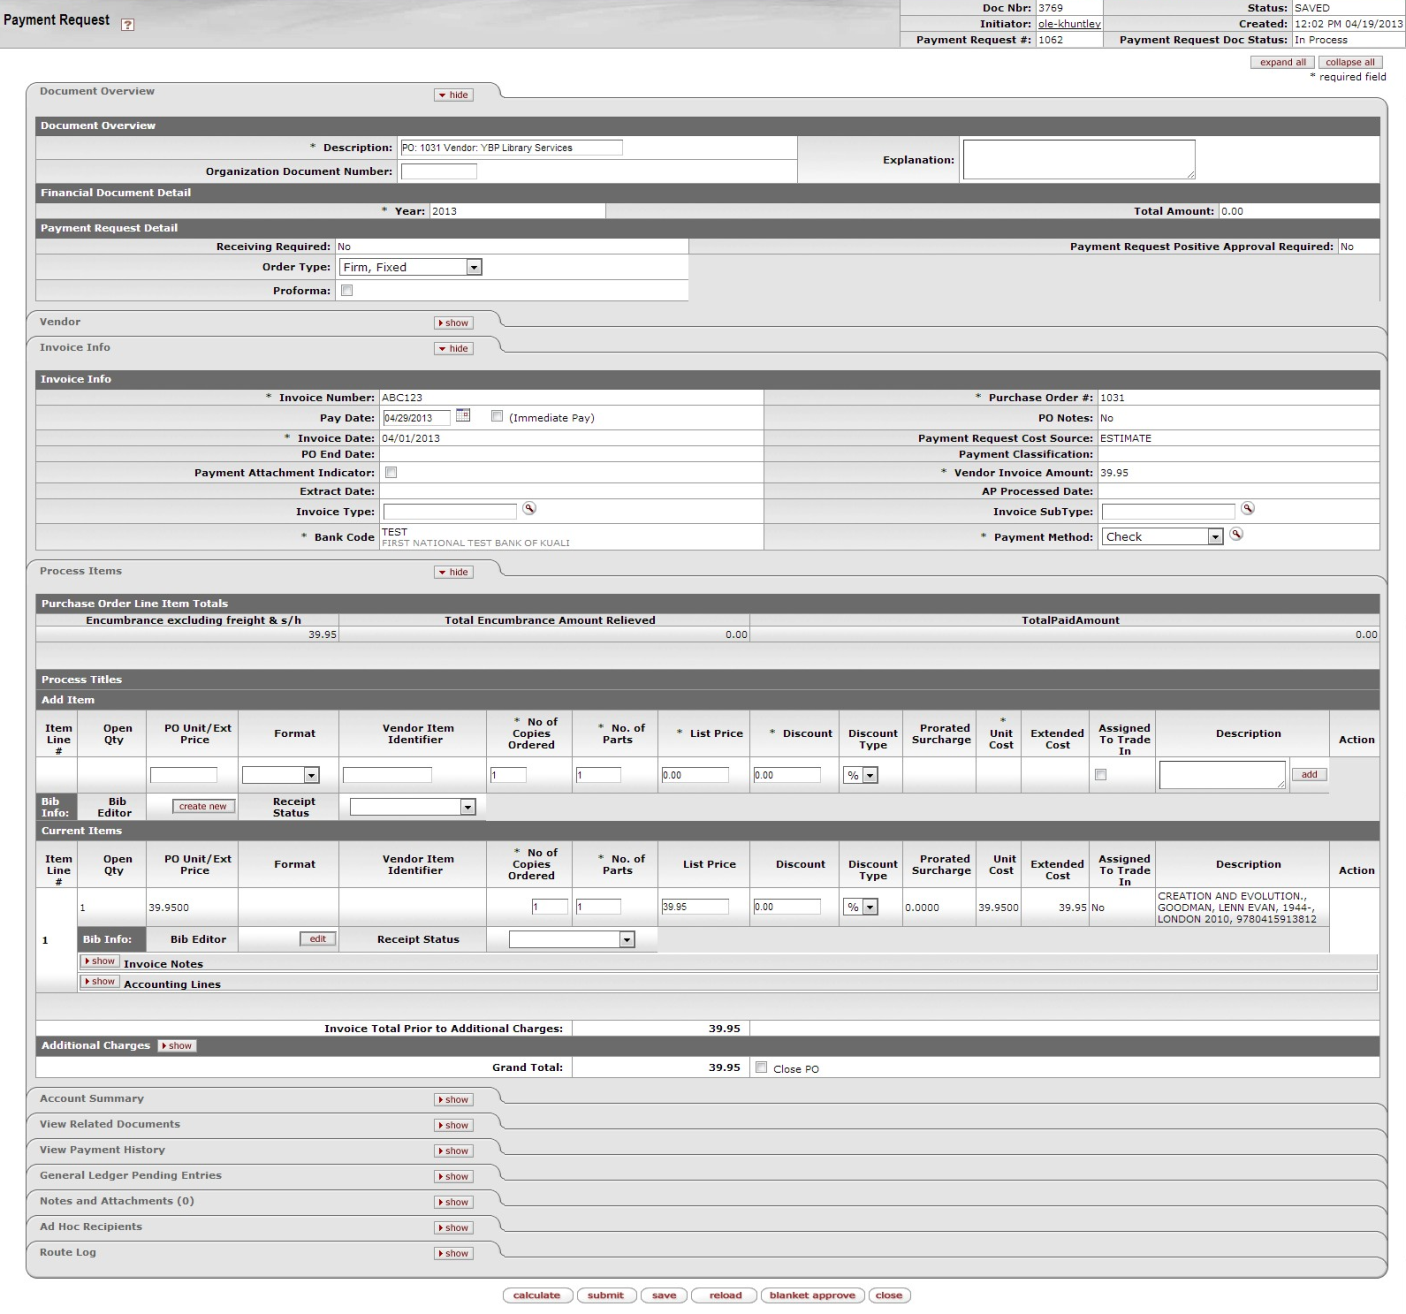 Payment Request ?
Doc Nbr: 3769 Status: SAVED
Initiator: ole-khuntley Created: 12:02 PM 04/19/2013
Payment Request #: 1062 Payment Request Doc Status: In Process
expand all collapse all
* required field
Document Overview hide
Document Overview
* Description: PO: 1031 Vendor: YBP Library Services Explanation:
Organization Document Number:
Financial Document Detail
* Year: 2013 Total Amount: 0.00
Payment Request Detail
Receiving Required: No Payment Request Positive Approval Required: No
Order Type: Firm, Fixed
Proforma:
Vendor show
Invoice Info hide
Invoice Info
* Invoice Number: ABC123 * Purchase Order #: 1031
Pay Date: 04/29/2013 (Immediate Pay) PO Notes: No
* Invoice Date: 04/01/2013 Payment Request Cost Source: ESTIMATE
PO End Date: Payment Classification:
Payment Attachment Indicator: * Vendor Invoice Amount: 39.95
Extract Date: AP Processed Date:
Invoice Type: Invoice SubType:
* Bank Code TEST * Payment Method: Check
FIRST NATIONAL TEST BANK OF KUALI
Process Items hide
Purchase Order Line Item Totals
Encumbrance excluding freight & s/h Total Encumbrance Amount Relieved TotalPaidAmount
39.95 0.00 0.00
Process Titles
Add Item
Item Line # Open Qty PO Unit/Ext Price Format Vendor Item Identifier * No of Copies Ordered * No. of Parts * List Price * Discount Discount Type Prorated Surcharge * Unit Cost Extended Cost Assigned To Trade In Description Action
1 1 0.00 0.00 % add
Bib Info: Bib Editor create new Receipt Status
Current Items
Item Line # Open Qty PO Unit/Ext Price Format Vendor Item Identifier * No of Copies Ordered * No. of Parts List Price Discount Discount Type Prorated Surcharge Unit Cost Extended Cost Assigned To Trade In Description Action
1 1 39.9500 1 1 39.95 0.00 % 0.0000 39.9500 39.95 No CREATION AND EVOLUTION., GOODMAN, LENN EVAN, 1944-, LONDON 2010, 9780415913812
Bib Info: Bib Editor edit Receipt Status
show Invoice Notes
show Accounting Lines
Invoice Total Prior to Additional Charges: 39.95
Additional Charges show
Grand Total: 39.95 Close PO
Account Summary show
View Related Documents show
View Payment History show
General Ledger Pending Entries show
Notes and Attachments (0) show
Ad Hoc Recipients show
Route Log show
calculate submit save reload blanket approve close